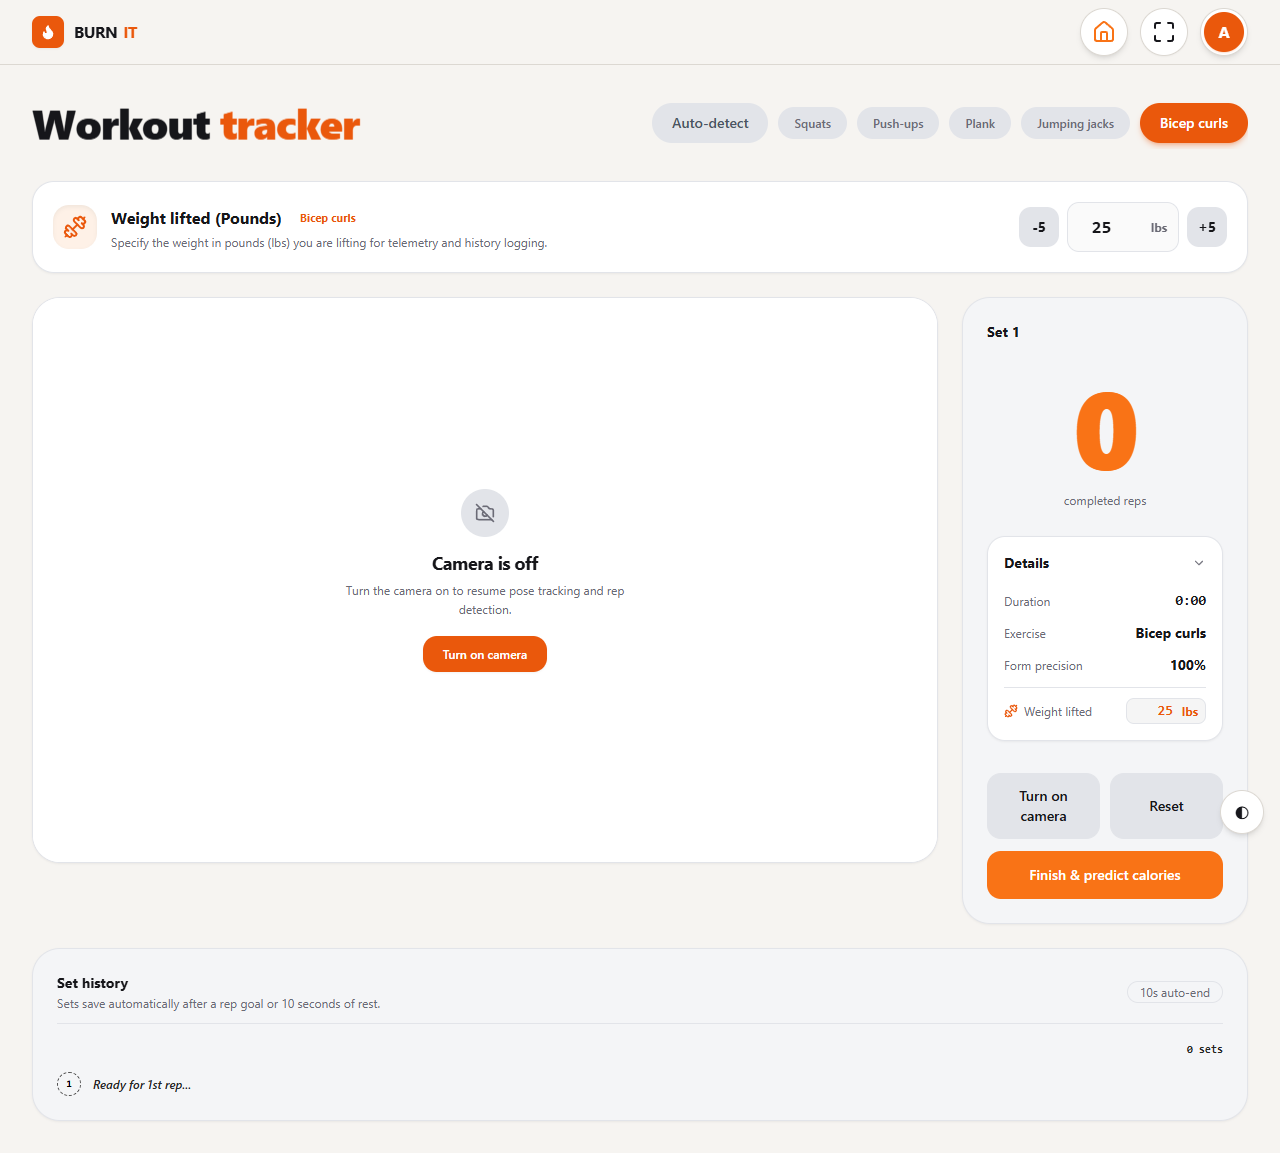 BURN IT
A
Workout tracker
Auto-detect
Squats
Push-ups
Plank
Jumping jacks
Bicep curls
Weight lifted (Pounds)
Bicep curls
Specify the weight in pounds (lbs) you are lifting for telemetry and history logging.
-5
25
lbs
+5
Camera is off
Turn the camera on to resume pose tracking and rep
detection.
Turn on camera
Set 1
0
completed reps
Details
Duration
0:00
Exercise
Bicep curls
Form precision
100%
Weight lifted
25 lbs
Turn on
camera
Reset
Finish & predict calories
Set history
Sets save automatically after a rep goal or 10 seconds of rest.
10s auto-end
0 sets
1
Ready for 1st rep...